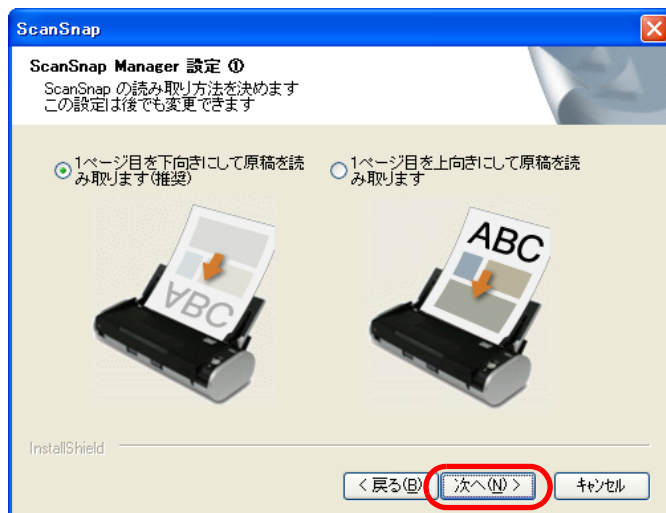 ScanSnap
ScanSnap Manager 設定 ①
ScanSnap の読み取り方法を決めます
この設定は後でも変更できます
1ページ目を下向きにして原稿を読
み取ります(推奨)
1ページ目を上向きにして原稿を読
み取ります
ABC
ABC
InstallShield
< 戻る(B)
次へ(N) >
キャンセル